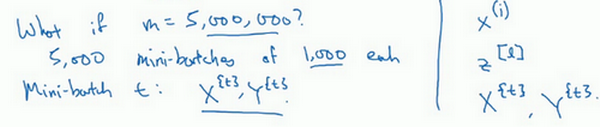 What if m = 5,000,000?
5,000 mini-batches of 1,000 each
Mini-batch t: X^{t}, Y^{t}.
x^(i)
z^[l]
X^{t}, Y^{t}.